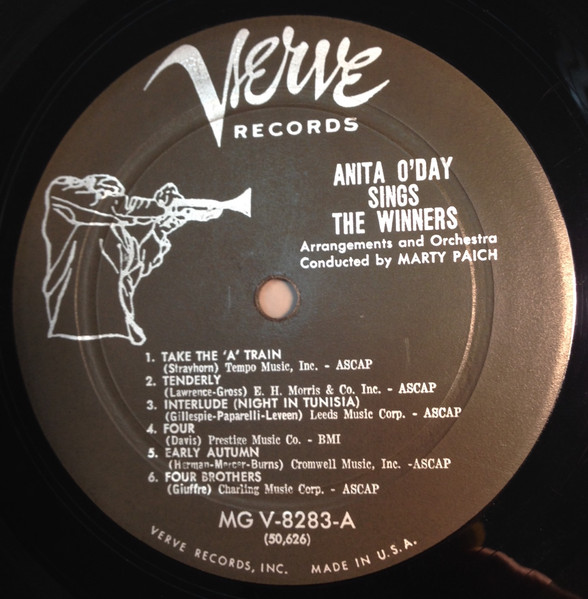 Verve
RECORDS
ANITA O'DAY
SINGS
THE WINNERS
Arrangements and Orchestra
Conducted by MARTY PAICH
1. TAKE THE 'A' TRAIN
(Strayhorn) Tempo Music, Inc. - ASCAP
2. TENDERLY
(Lawrence-Gross) E. H. Morris & Co. Inc. - ASCAP
3. INTERLUDE (NIGHT IN TUNISIA)
(Gillespie-Paparelli-Leveen) Leeds Music Corp. - ASCAP
4. FOUR
(Davis) Prestige Music Co. - BMI
5. EARLY AUTUMN
(Herman-Mercer-Burns) Cromwell Music, Inc. -ASCAP
6. FOUR BROTHERS
(Giuffre) Charling Music Corp. - ASCAP
MG V-8283-A
(50,626)
VERVE RECORDS, INC. MADE IN U.S.A.